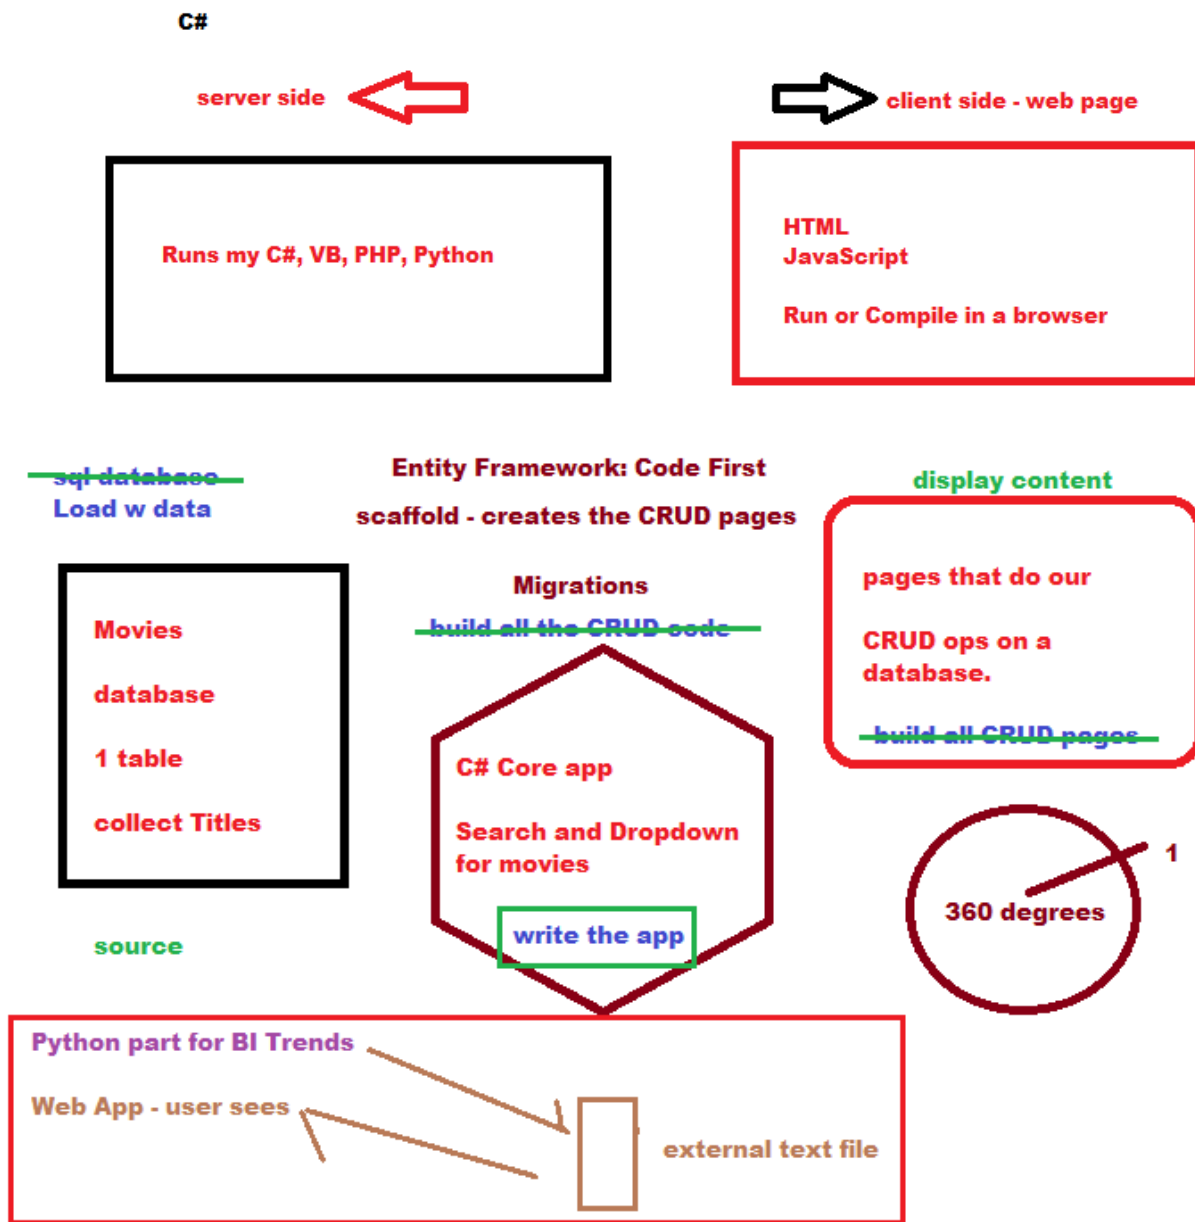 C#
server side
client side - web page
Runs my C#, VB, PHP, Python
HTML
JavaScript
Run or Compile in a browser
sql database
Load w data
Entity Framework: Code First
scaffold - creates the CRUD pages
Migrations
build all the CRUD code
display content
pages that do our
CRUD ops on a
database.
build all CRUD pages
Movies
database
1 table
collect Titles
source
C# Core app
Search and Dropdown
for movies
write the app
360 degrees
1
Python part for BI Trends
Web App - user sees
external text file